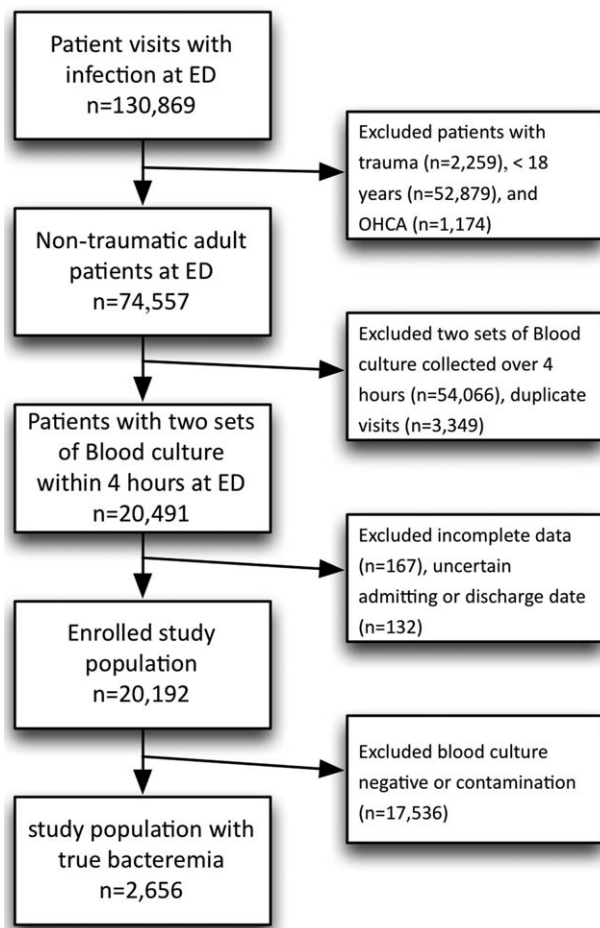 Patient visits with
infection at ED
n=130,869
Excluded patients with
trauma (n=2,259), < 18
years (n=52,879), and
OHCA (n=1,174)
Non-traumatic adult
patients at ED
n=74,557
Excluded two sets of Blood
culture collected over 4
hours (n=54,066), duplicate
visits (n=3,349)
Patients with two sets
of Blood culture
within 4 hours at ED
n=20,491
Excluded incomplete data
(n=167), uncertain
admitting or discharge date
(n=132)
Enrolled study
population
n=20,192
Excluded blood culture
negative or contamination
(n=17,536)
study population with
true bacteremia
n=2,656